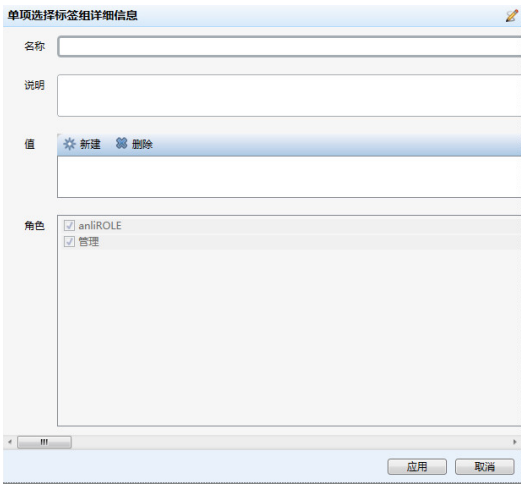 单项选择标签组详细信息
名称
说明
值
新建 删除
角色
anliROLE
管理
应用 取消